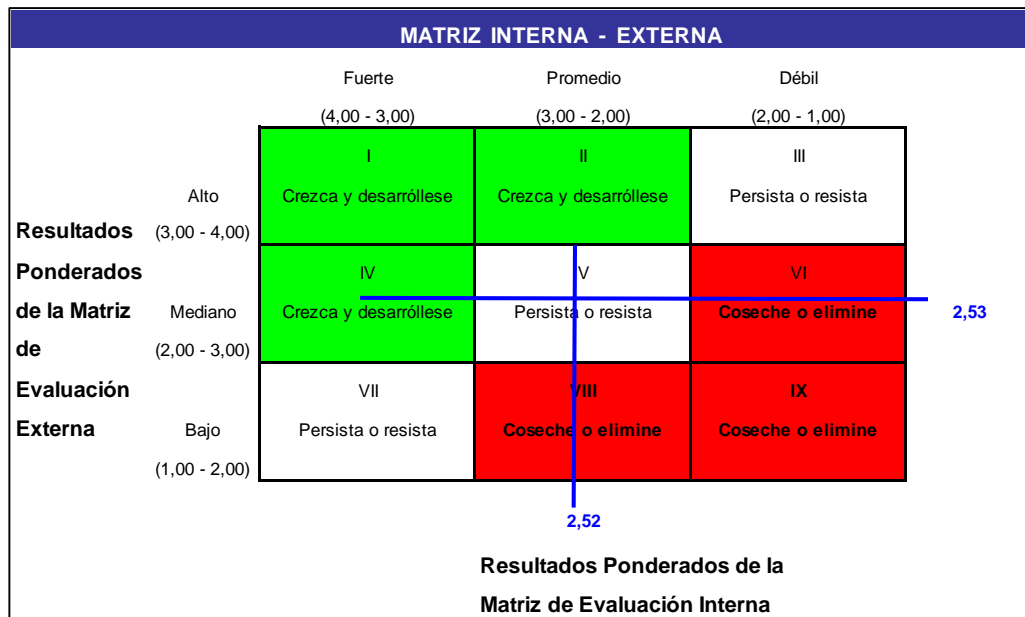 MATRIZ INTERNA - EXTERNA
Fuerte Promedio Débil
(4,00 - 3,00) (3,00 - 2,00) (2,00 - 1,00)
I II III
Alto Crezca y desarróllese Crezca y desarróllese Persista o resista
Resultados (3,00 - 4,00)
Ponderados IV V VI
de la Matriz Mediano Crezca y desarróllese Persista o resista Coseche o elimine 2,53
de (2,00 - 3,00)
Evaluación VII VIII IX
Externa Bajo Persista o resista Coseche o elimine Coseche o elimine
(1,00 - 2,00)
2,52
Resultados Ponderados de la
Matriz de Evaluación Interna